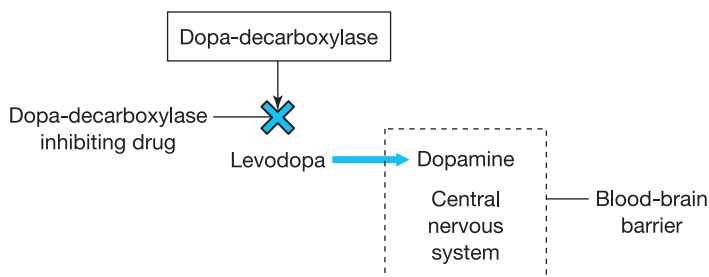 Dopa-decarboxylase
Dopa-decarboxylase
inhibiting drug
Levodopa
Dopamine
Central
nervous
system
Blood-brain
barrier